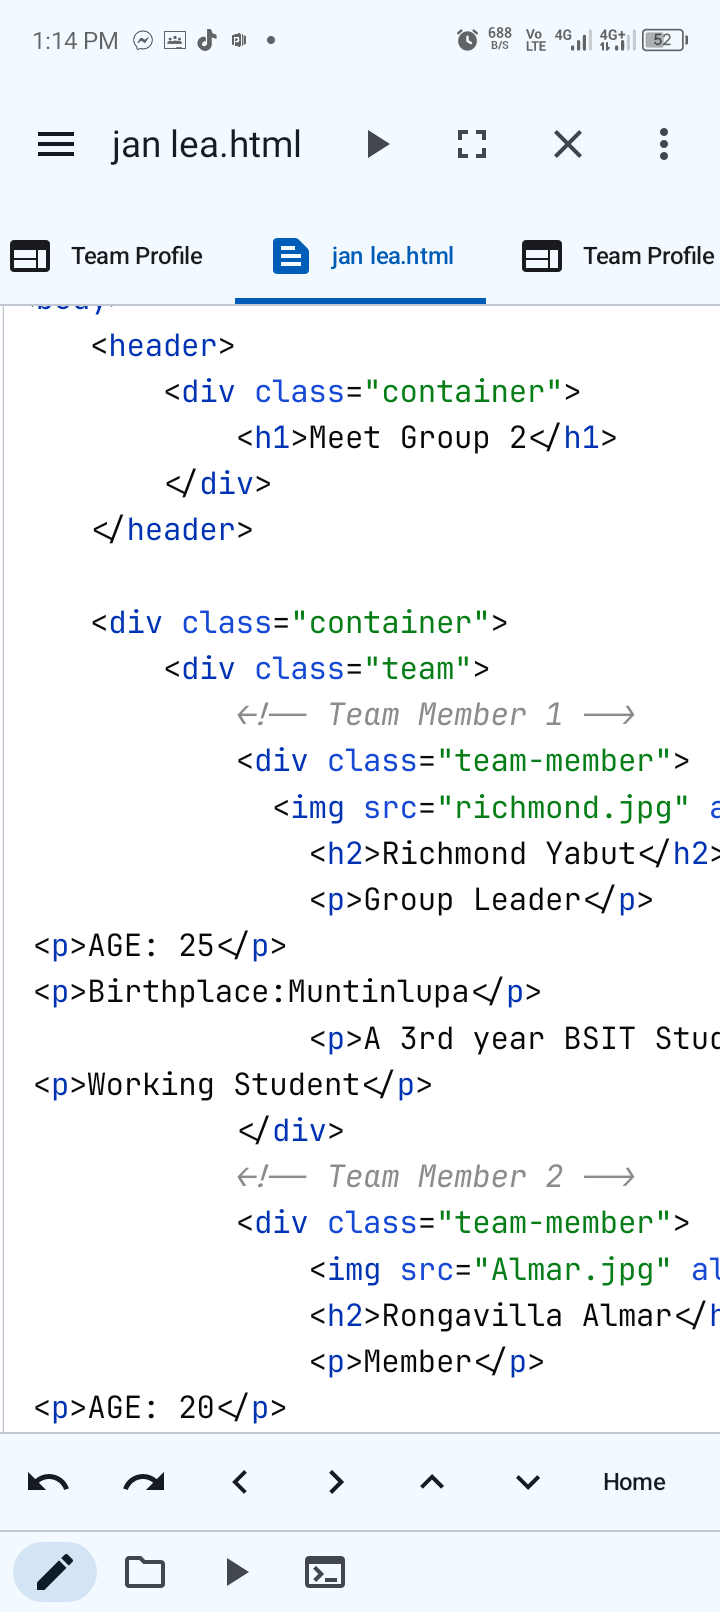 1:14 PM
688 B/S Vo LTE 4G 4G+ 52
jan lea.html
Team Profile jan lea.html Team Profile
<header>
<div class="container">
<h1>Meet Group 2</h1>
</div>
</header>
<div class="container">
<div class="team">
<!-- Team Member 1 -->
<div class="team-member">
<img src="richmond.jpg" a
<h2>Richmond Yabut</h2>
<p>Group Leader</p>
<p>AGE: 25</p>
<p>Birthplace:Muntinlupa</p>
<p>A 3rd year BSIT Stud
<p>Working Student</p>
</div>
<!-- Team Member 2 -->
<div class="team-member">
<img src="Almar.jpg" al
<h2>Rongavilla Almar</h
<p>Member</p>
<p>AGE: 20</p>
Home